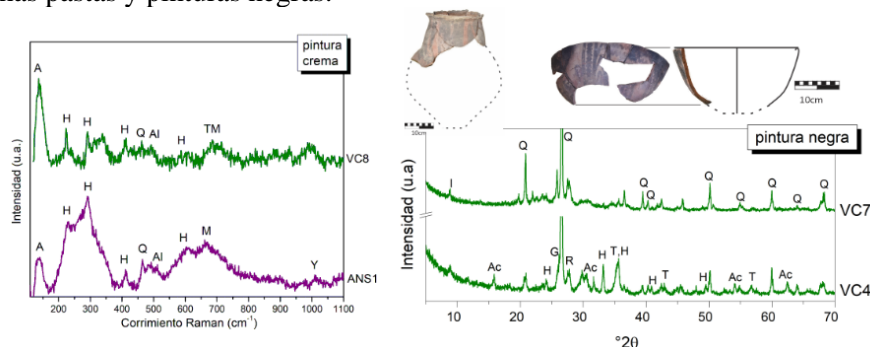 pastas y pinturas negras.
pintura
crema
A
H
H
H
Q
Al
H
TM
VC8
A
H
H
H
Q
Al
H
M
Y
ANS1
Intensidad (u.a.)
200 300 400 500 600 700 800 900 1000 1100
Corrimiento Raman (cm-1)
10cm
pintura negra
I
Q
Q
Q
Q
Q
Q
Q
Q
Q
VC7
Ac
H
G
R
Ac
H
T, H
H
T
H
Ac
T
Ac
VC4
Intensidad (u.a)
10 20 30 40 50 60 70
°2θ